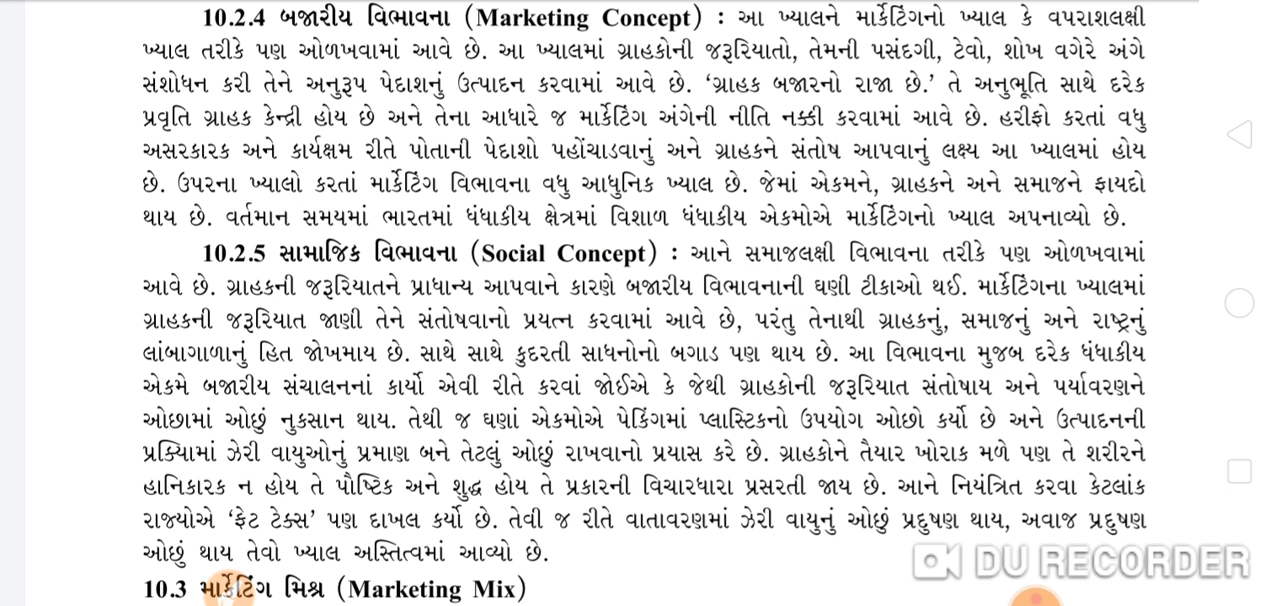 10.2.4 બજારીય વિભાવના (Marketing Concept) : આ ખ્યાલને માર્કેટિંગનો ખ્યાલ કે વપરાશલક્ષી
ખ્યાલ તરીકે પણ ઓળખવામાં આવે છે. આ ખ્યાલમાં ગ્રાહકોની જરૂરિયાતો, તેમની પસંદગી, ટેવો, શોખ વગેરે અંગે
સંશોધન કરી તેને અનુરૂપ પેદાશનું ઉત્પાદન કરવામાં આવે છે. ‘ગ્રાહક બજારનો રાજા છે.’ તે અનુભૂતિ સાથે દરેક
પ્રવૃતિ ગ્રાહક કેન્દ્રી હોય છે અને તેના આધારે જ માર્કેટિંગ અંગેની નીતિ નક્કી કરવામાં આવે છે. હરીફો કરતાં વધુ
અસરકારક અને કાર્યક્ષમ રીતે પોતાની પેદાશો પહોંચાડવાનું અને ગ્રાહકને સંતોષ આપવાનું લક્ષ્ય આ ખ્યાલમાં હોય
છે. ઉપરના ખ્યાલો કરતાં માર્કેટિંગ વિભાવના વધુ આધુનિક ખ્યાલ છે. જેમાં એકમને, ગ્રાહકને અને સમાજને ફાયદો
થાય છે. વર્તમાન સમયમાં ભારતમાં ધંધાકીય ક્ષેત્રમાં વિશાળ ધંધાકીય એકમોએ માર્કેટિંગનો ખ્યાલ અપનાવ્યો છે.
10.2.5 સામાજિક વિભાવના (Social Concept) : આને સમાજલક્ષી વિભાવના તરીકે પણ ઓળખવામાં
આવે છે. ગ્રાહકની જરૂરિયાતને પ્રાધાન્ય આપવાને કારણે બજારીય વિભાવનાની ઘણી ટીકાઓ થઈ. માર્કેટિંગના ખ્યાલમાં
ગ્રાહકની જરૂરિયાત જાણી તેને સંતોષવાનો પ્રયત્ન કરવામાં આવે છે, પરંતુ તેનાથી ગ્રાહકનું, સમાજનું અને રાષ્ટ્રનું
લાંબાગાળાનું હિત જોખમાય છે. સાથે સાથે કુદરતી સાધનોનો બગાડ પણ થાય છે. આ વિભાવના મુજબ દરેક ધંધાકીય
એકમે બજારીય સંચાલનનાં કાર્યો એવી રીતે કરવાં જોઈએ કે જેથી ગ્રાહકોની જરૂરિયાત સંતોષાય અને પર્યાવરણને
ઓછામાં ઓછું નુકસાન થાય. તેથી જ ઘણાં એકમોએ પેકિંગમાં પ્લાસ્ટિકનો ઉપયોગ ઓછો કર્યો છે અને ઉત્પાદનની
પ્રક્રિયામાં ઝેરી વાયુઓનું પ્રમાણ બને તેટલું ઓછું રાખવાનો પ્રયાસ કરે છે. ગ્રાહકોને તૈયાર ખોરાક મળે પણ તે શરીરને
હાનિકારક ન હોય તે પૌષ્ટિક અને શુદ્ધ હોય તે પ્રકારની વિચારધારા પ્રસરતી જાય છે. આને નિયંત્રિત કરવા કેટલાંક
રાજ્યોએ ‘ફેટ ટેક્સ’ પણ દાખલ કર્યો છે. તેવી જ રીતે વાતાવરણમાં ઝેરી વાયુનું ઓછું પ્રદુષણ થાય, અવાજ પ્રદુષણ
ઓછું થાય તેવો ખ્યાલ અસ્તિત્વમાં આવ્યો છે.
DU RECORDER
10.3 માર્કેટિંગ મિશ્ર (Marketing Mix)